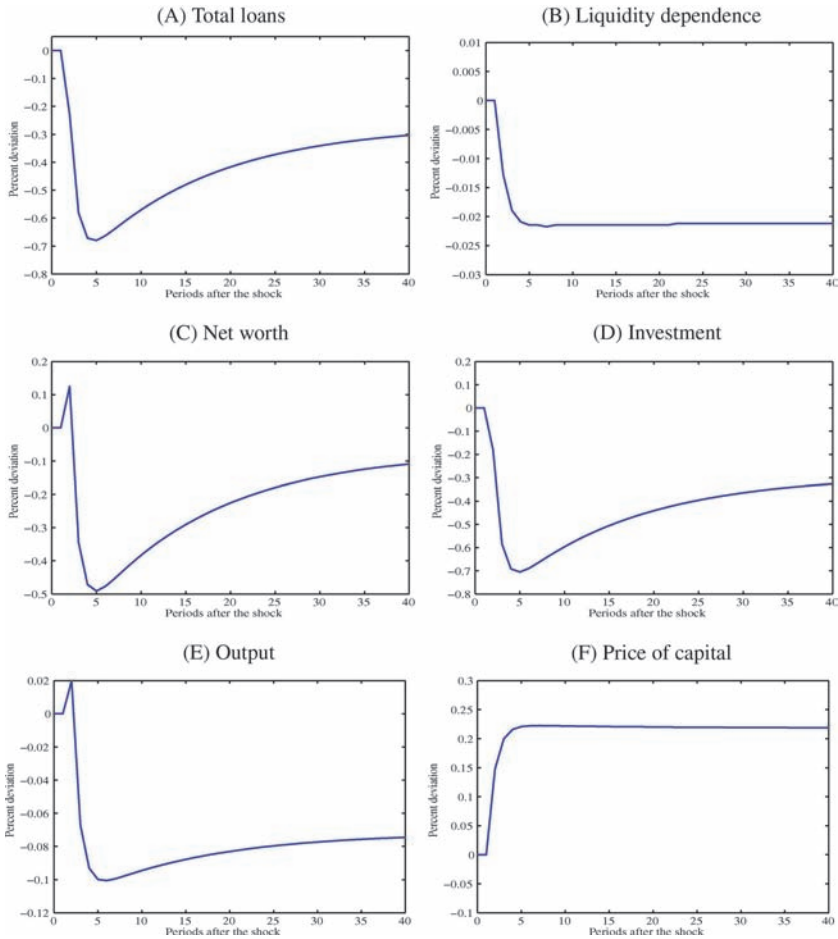 (A) Total loans
Percent deviation
0
−0.1
−0.2
−0.3
−0.4
−0.5
−0.6
−0.7
−0.8
0 5 10 15 20 25 30 35 40
Periods after the shock
(B) Liquidity dependence
Percent deviation
0.01
0.005
0
−0.005
−0.01
−0.015
−0.02
−0.025
−0.03
0 5 10 15 20 25 30 35 40
Periods after the shock
(C) Net worth
Percent deviation
0.2
0.1
0
−0.1
−0.2
−0.3
−0.4
−0.5
0 5 10 15 20 25 30 35 40
Periods after the shock
(D) Investment
Percent deviation
0.2
0.1
0
−0.1
−0.2
−0.3
−0.4
−0.5
−0.6
−0.7
−0.8
0 5 10 15 20 25 30 35 40
Periods after the shock
(E) Output
Percent deviation
0.02
0
−0.02
−0.04
−0.06
−0.08
−0.1
−0.12
0 5 10 15 20 25 30 35 40
Periods after the shock
(F) Price of capital
Percent deviation
0.3
0.25
0.2
0.15
0.1
0.05
0
−0.05
−0.1
0 5 10 15 20 25 30 35 40
Periods after the shock